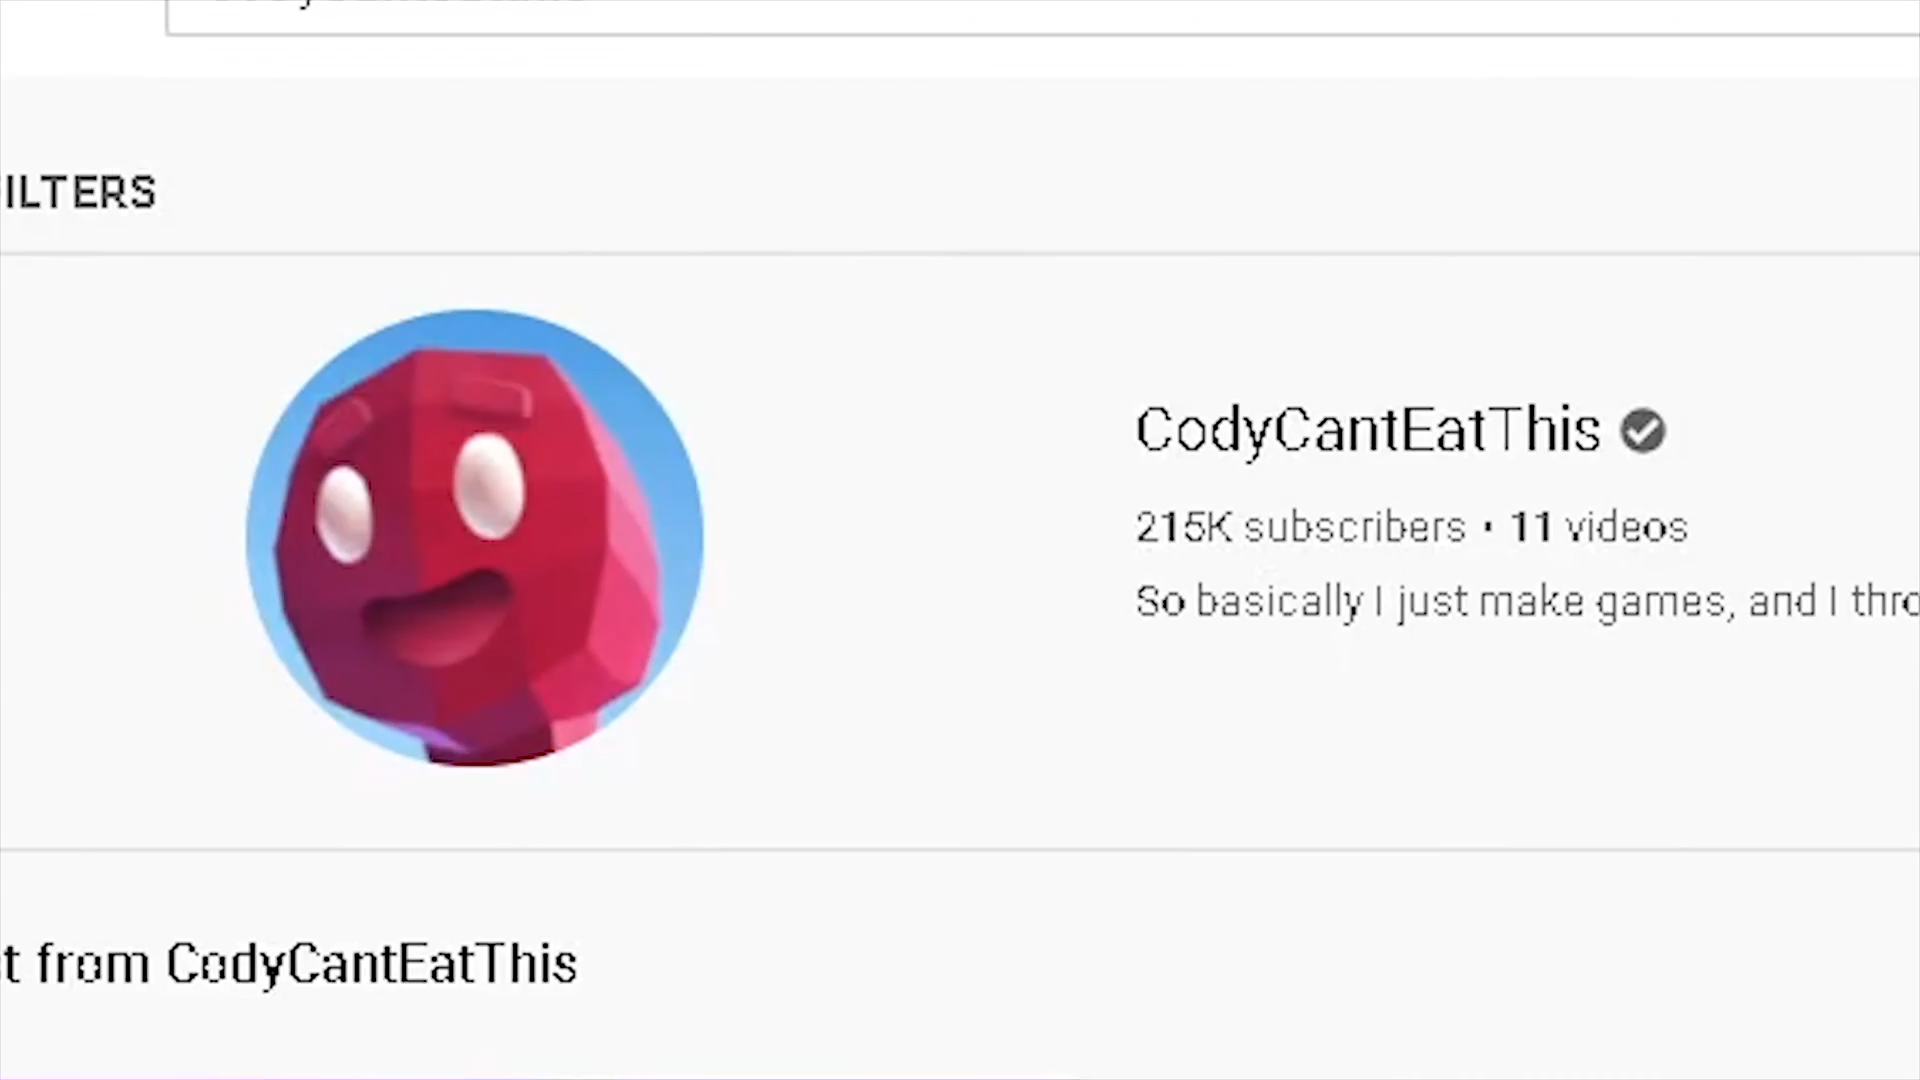 ILTERS
CodyCantEatThis
215K subscribers • 11 videos
So basically I just make games, and I thro
t from CodyCantEatThis